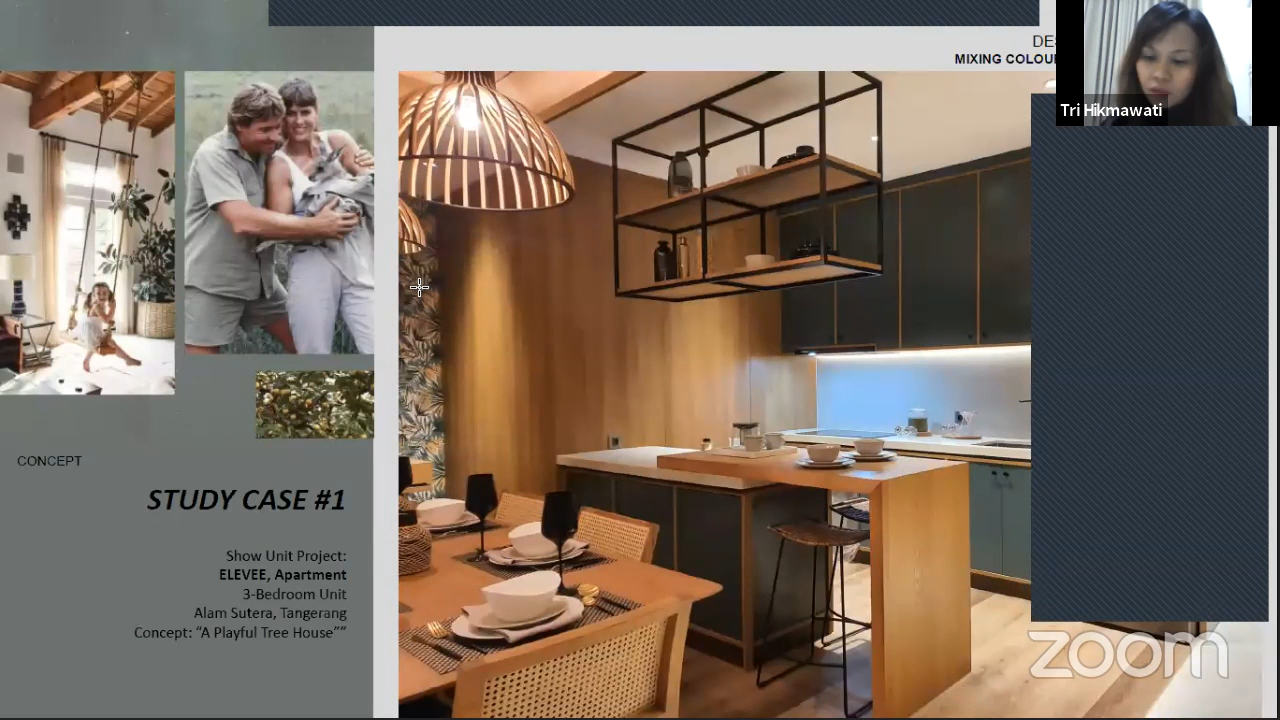 MIXING COLOU
Tri Hikmawati
CONCEPT
STUDY CASE #1
Show Unit Project:
ELEVEE, Apartment
3-Bedroom Unit
Alam Sutera, Tangerang
Concept: “A Playful Tree House””
zoom